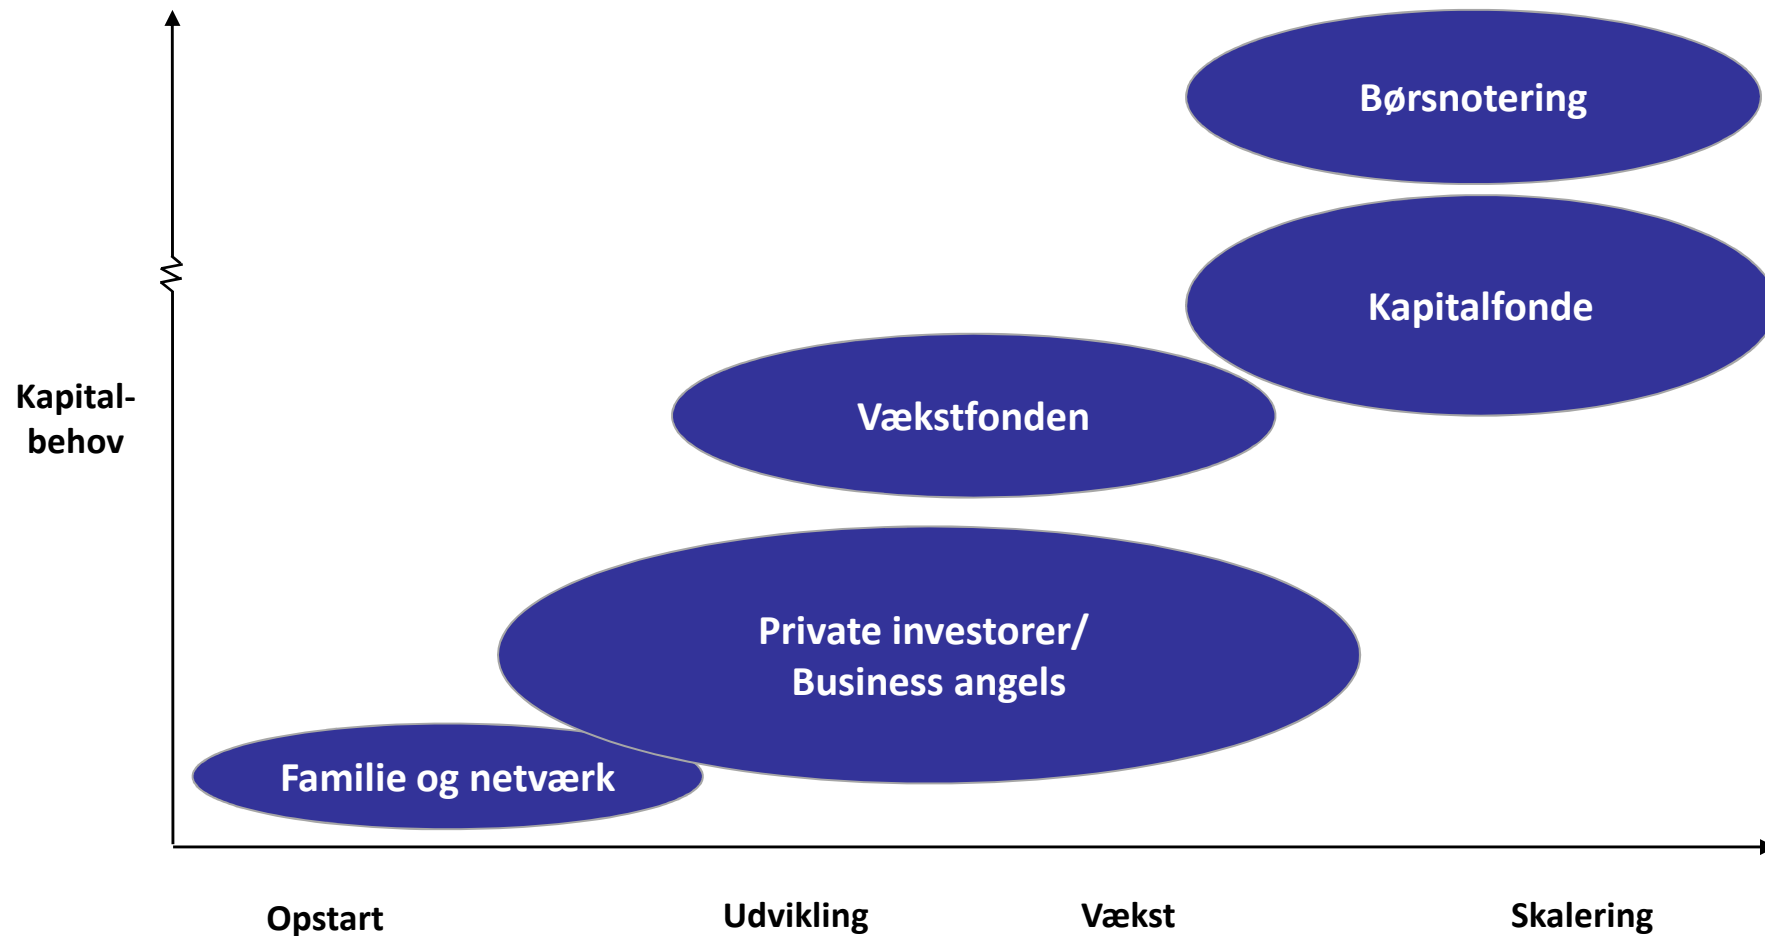 Børsnotering
Kapitalfonde
Kapital-
behov
Vækstfonden
Private investorer/
Business angels
Familie og netværk
Opstart
Udvikling
Vækst
Skalering